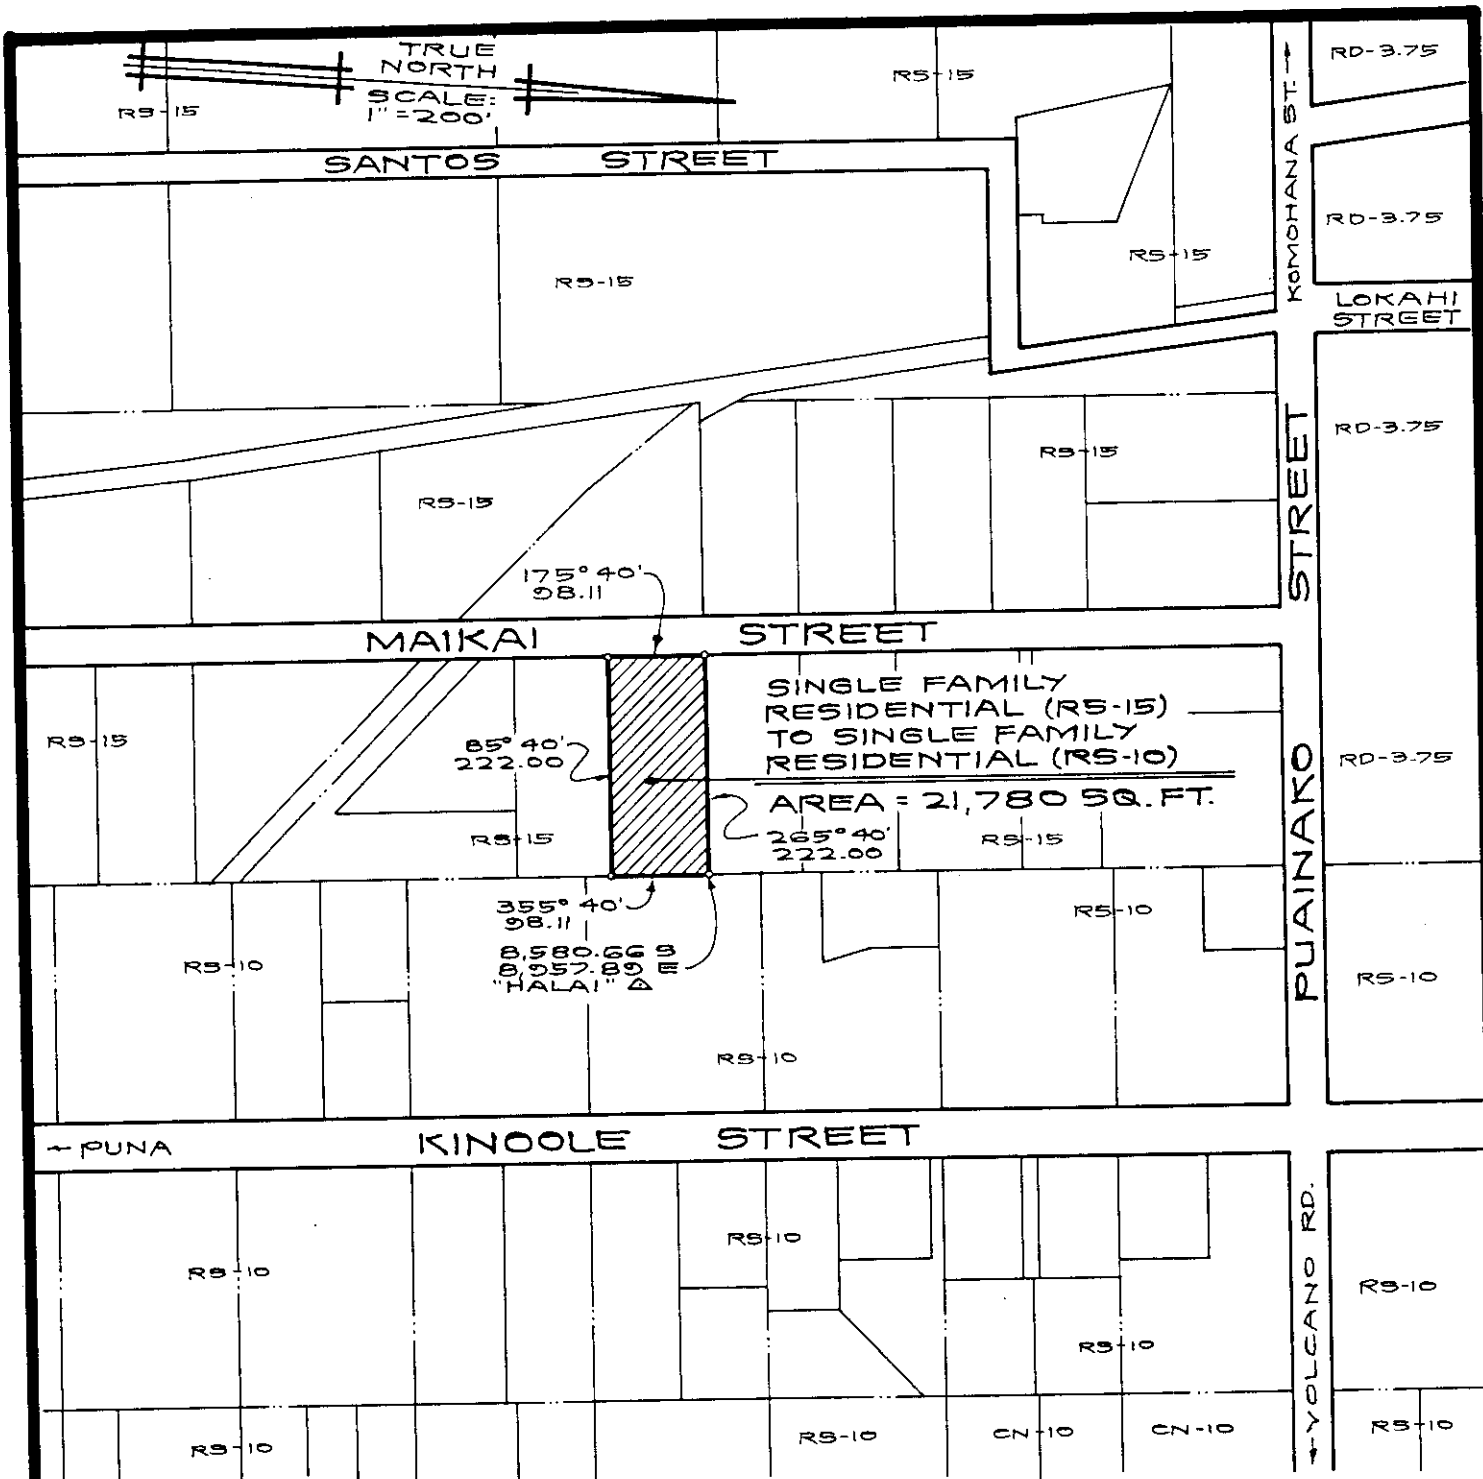 TRUE
NORTH
SCALE:
1"=200'
RS-15
RS-15
KOMOHANA ST. →
RD-3.75
SANTOS STREET
RD-3.75
RS-15
RS-15
LOKAHI
STREET
RD-3.75
RS-15
RS-15
175° 40'
98.11
MAIKAI STREET
PUAINAKO STREET
RS-15
85° 40'
222.00
SINGLE FAMILY
RESIDENTIAL (RS-15)
TO SINGLE FAMILY
RESIDENTIAL (RS-10)
AREA = 21,780 SQ. FT.
RD-3.75
RS-15
265° 40'
222.00
RS-15
355° 40'
98.11
8,580.66 S
8,957.89 E
"HALAI" △
RS-10
RS-10
RS-10
RS-10
← PUNA
KINOOLE STREET
← VOLCANO RD.
RS-10
RS-10
RS-10
RS-10
RS-10
RS-10
CN-10
CN-10
RS-10